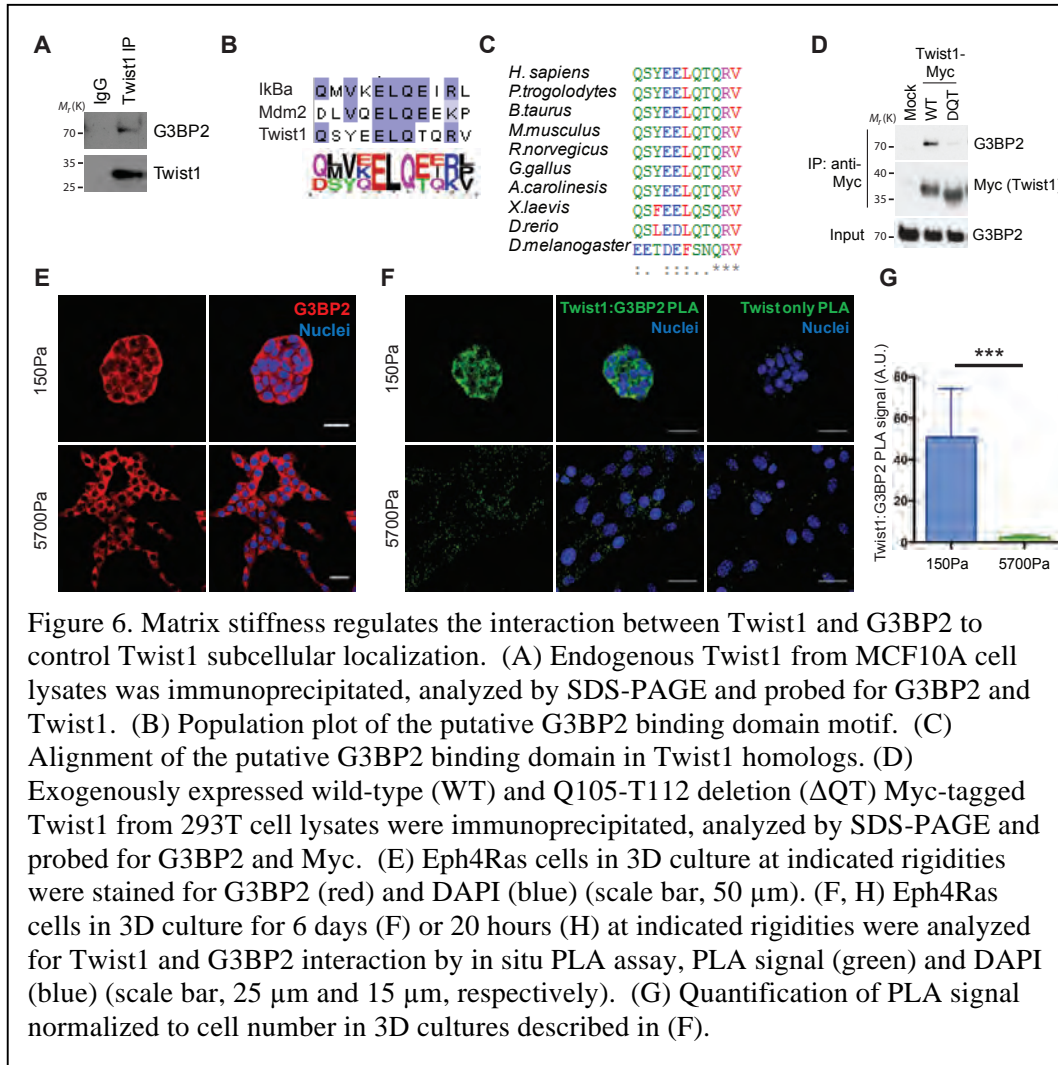 A
IgG
Twist1 IP
Mr(K)
70
G3BP2
35
25
Twist1
B
IkBa QMVKELQEIRL
Mdm2 DLVQELQEEKP
Twist1 QSYEELQTQRV
C
H. sapiens QSYEELQTQRV
P.trogolodytes QSYEELQTQRV
B.taurus QSYEELQTQRV
M.musculus QSYEELQTQRV
R.norvegicus QSYEELQTQRV
G.gallus QSYEELQTQRV
A.carolinesis QSYEELQTQRV
X.laevis QSFEELQSQRV
D.rerio QSLEDLQTQRV
D.melanogaster EETDEFSNQRV
:. :::..***
D
Twist1-
Myc
Mock
WT
DQT
Mr(K)
IP: anti-
Myc
70
G3BP2
40
35
Myc (Twist1)
Input
70
G3BP2
E
G3BP2
Nuclei
150Pa
5700Pa
F
Twist1:G3BP2 PLA
Nuclei
Twist only PLA
Nuclei
150Pa
5700Pa
G
Twist1:G3BP2 PLA signal (A.U.)
80
60
40
20
0
***
150Pa
5700Pa
Figure 6. Matrix stiffness regulates the interaction between Twist1 and G3BP2 to
control Twist1 subcellular localization. (A) Endogenous Twist1 from MCF10A cell
lysates was immunoprecipitated, analyzed by SDS-PAGE and probed for G3BP2 and
Twist1. (B) Population plot of the putative G3BP2 binding domain motif. (C)
Alignment of the putative G3BP2 binding domain in Twist1 homologs. (D)
Exogenously expressed wild-type (WT) and Q105-T112 deletion (ΔQT) Myc-tagged
Twist1 from 293T cell lysates were immunoprecipitated, analyzed by SDS-PAGE and
probed for G3BP2 and Myc. (E) Eph4Ras cells in 3D culture at indicated rigidities
were stained for G3BP2 (red) and DAPI (blue) (scale bar, 50 µm). (F, H) Eph4Ras
cells in 3D culture for 6 days (F) or 20 hours (H) at indicated rigidities were analyzed
for Twist1 and G3BP2 interaction by in situ PLA assay, PLA signal (green) and DAPI
(blue) (scale bar, 25 µm and 15 µm, respectively). (G) Quantification of PLA signal
normalized to cell number in 3D cultures described in (F).